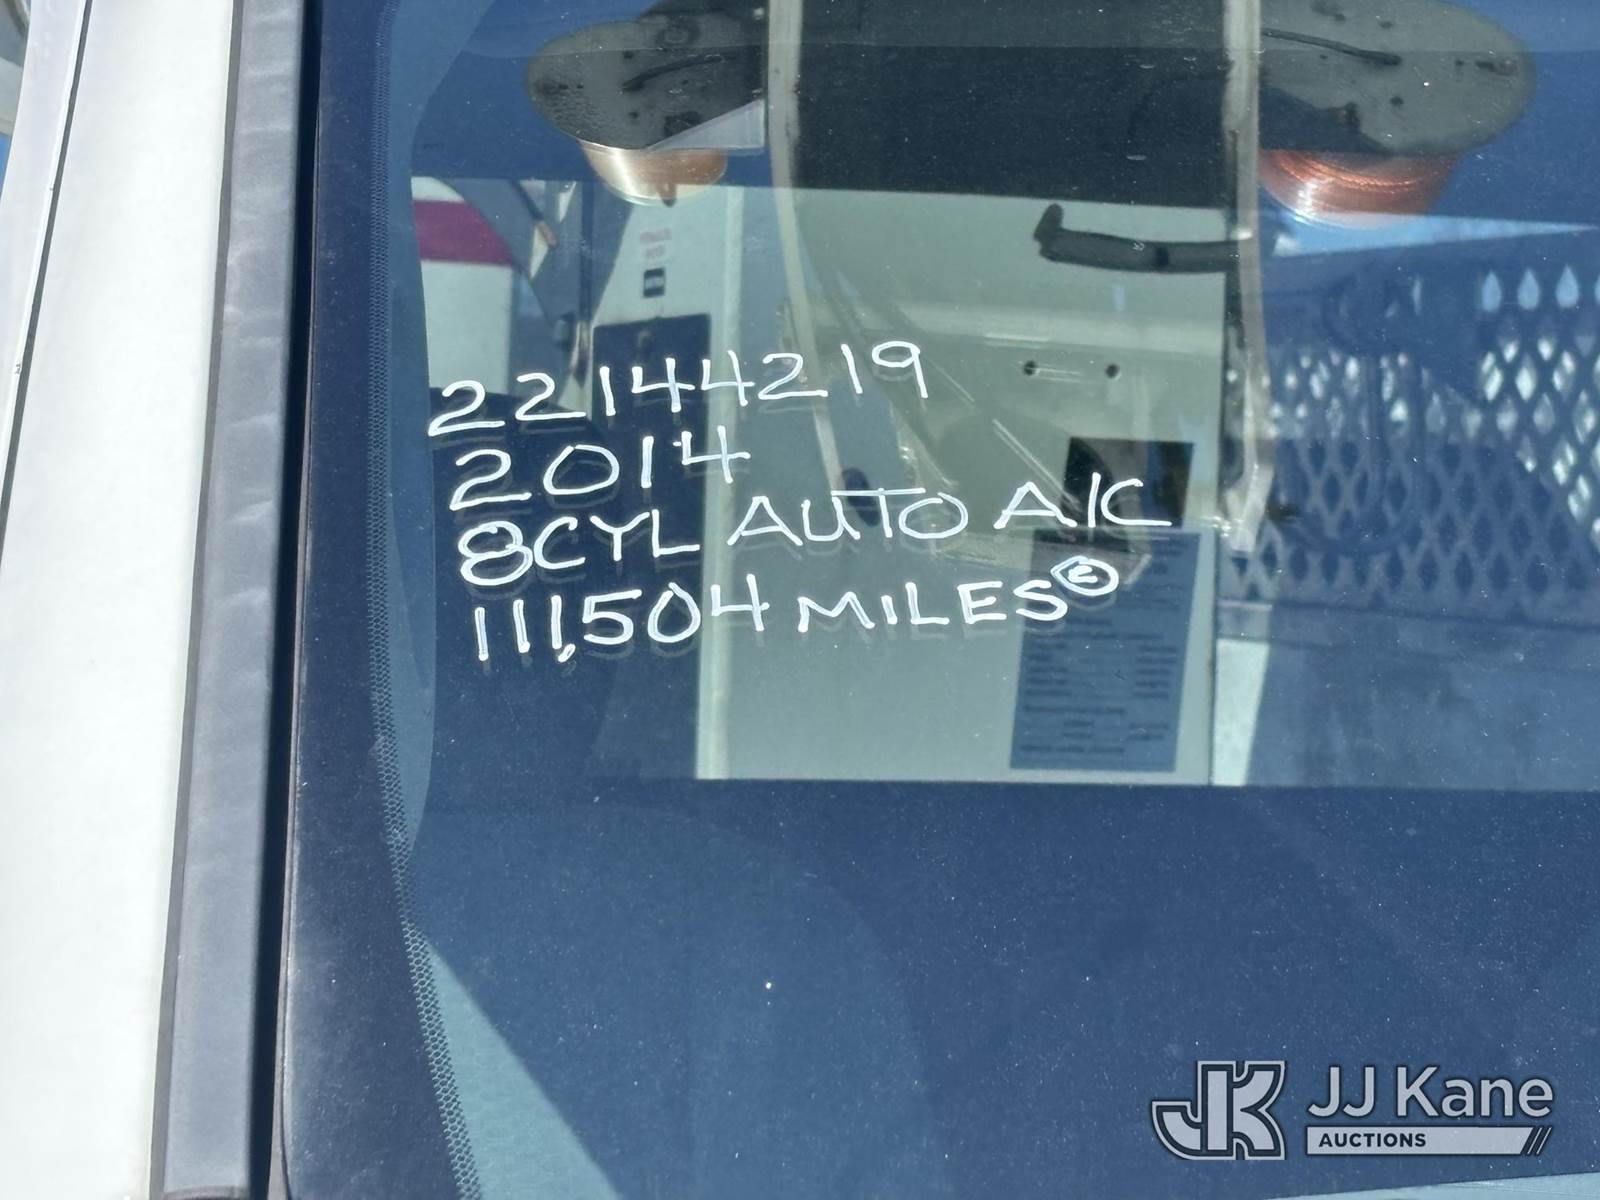 22144219
2014
8CYL AUTO A/C
111,504 MILES
JJ Kane
AUCTIONS